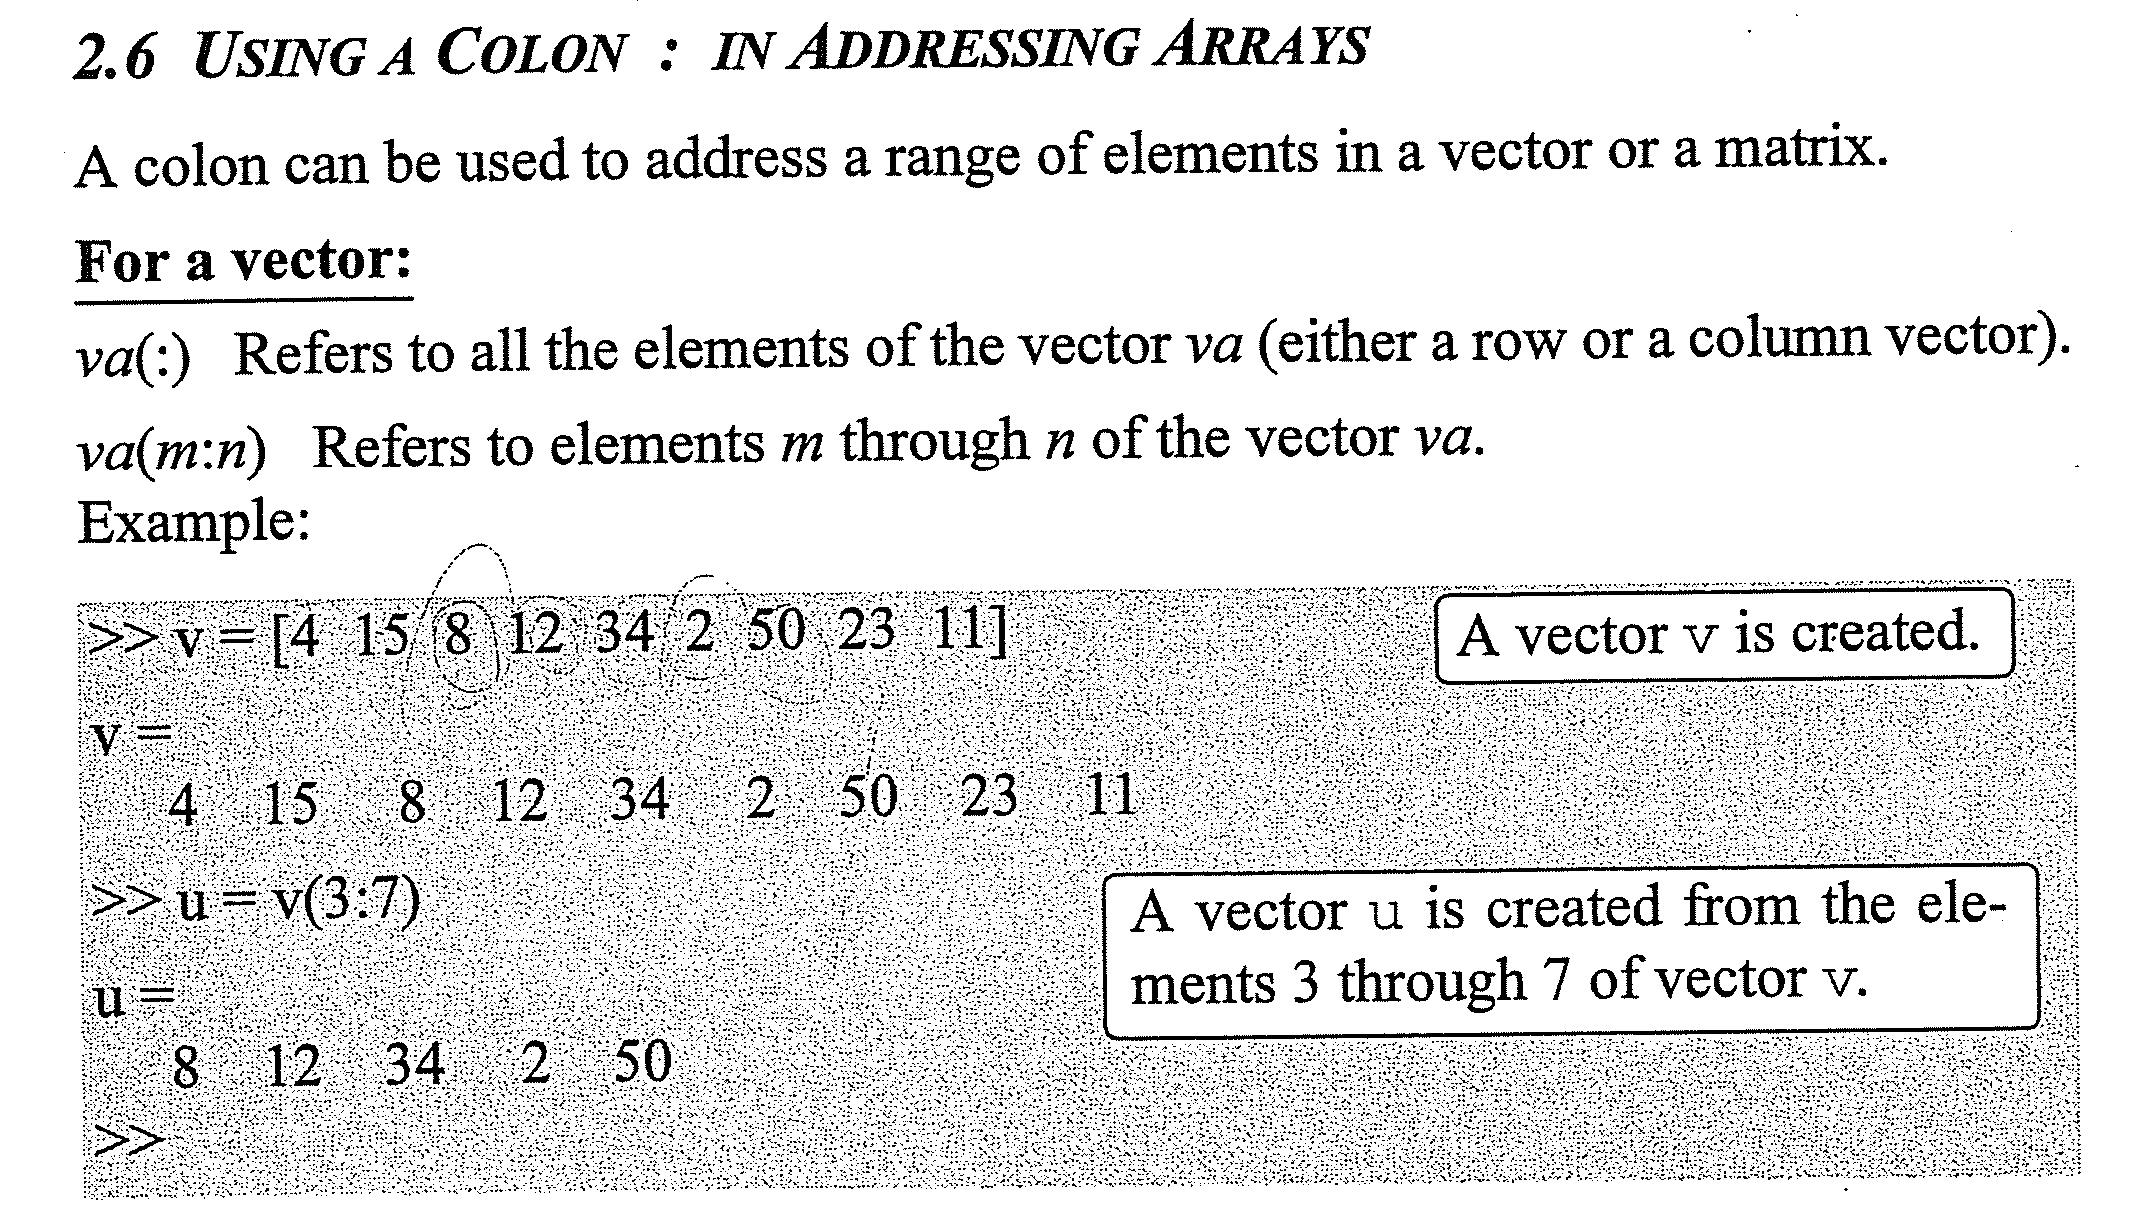 2.6 USING A COLON : IN ADDRESSING ARRAYS
A colon can be used to address a range of elements in a vector or a matrix.
For a vector:
va(:) Refers to all the elements of the vector va (either a row or a column vector).
va(m:n) Refers to elements m through n of the vector va.
Example:
>> v = [4 15 8 12 34 2 50 23 11]
A vector v is created.
v =
4 15 8 12 34 2 50 23 11
>> u = v(3:7)
A vector u is created from the ele-
ments 3 through 7 of vector v.
u =
8 12 34 2 50
>>